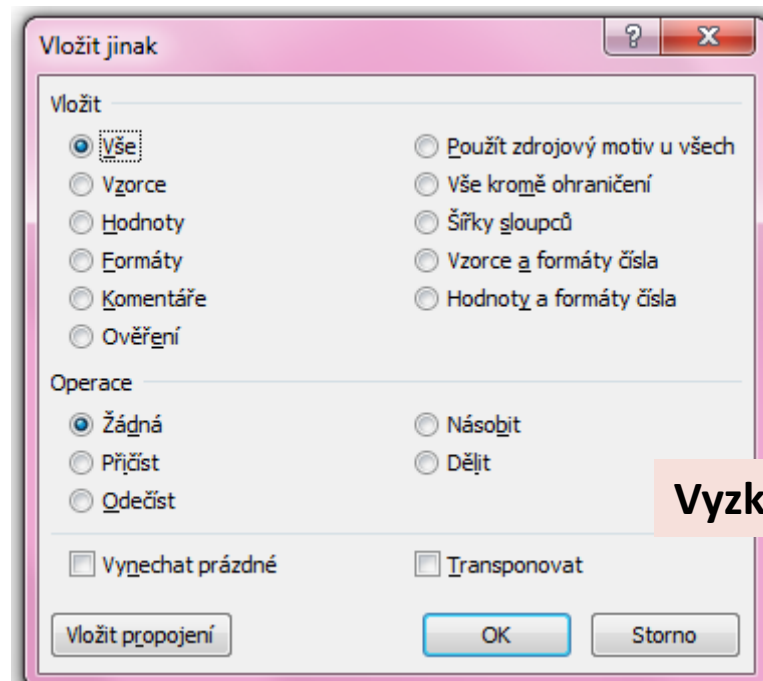 Vložit jinak
Vložit
Vše
Vzorce
Hodnoty
Formáty
Komentáře
Ověření
Použít zdrojový motiv u všech
Vše kromě ohraničení
Šířky sloupců
Vzorce a formáty čísla
Hodnoty a formáty čísla
Operace
Žádná
Přičíst
Odečíst
Násobit
Dělit
Vyzk
Vynechat prázdné
Transponovat
Vložit propojení
OK
Storno